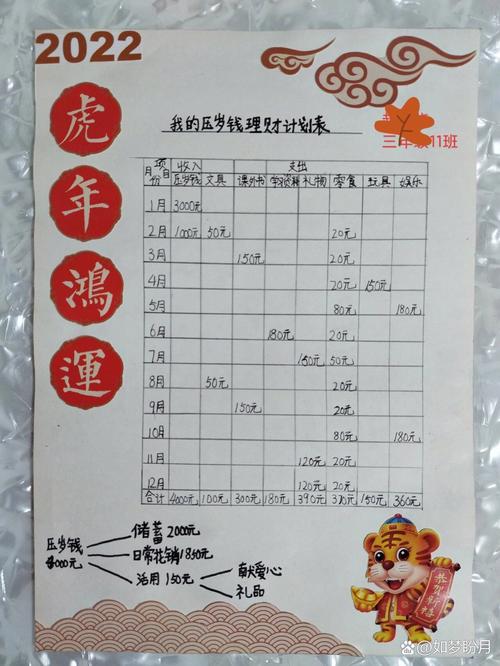 2022
虎年鴻運
我的压岁钱理财计划表
三年级11班
项目 收入 支出
月份 压岁钱 文具 课外书 学习资料 礼物 零食 玩具 娱乐
1月 3000元
2月 1000元 50元 20元
3月 150元 20元
4月 20元 150元
5月 80元 180元
6月 180元 20元
7月 150元 50元
8月 50元 20元
9月 150元 20元
10月 80元 180元
11月 120元 20元
12月 120元 20元
合计 4000元 100元 300元 180元 390元 370元 150元 360元
压岁钱
4000元
储蓄 2000元
日常花销 1850元
活用 150元
献爱心
礼品
恭贺新禧
百度@如梦盼月